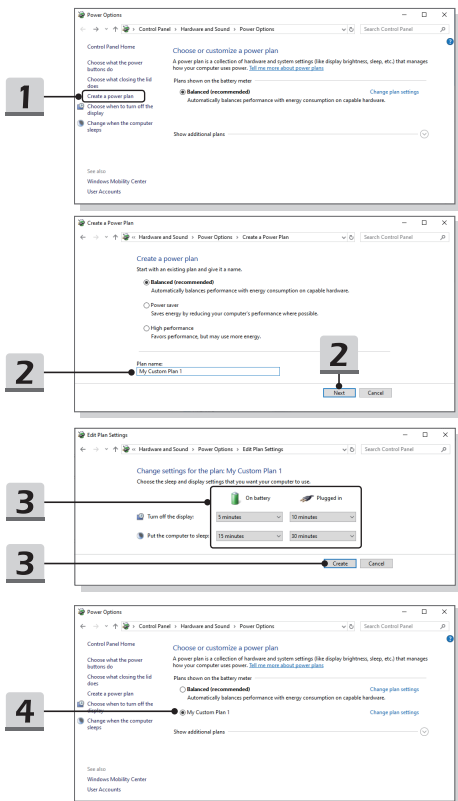 Power Options
Control Panel > Hardware and Sound > Power Options
Search Control Panel
Control Panel Home
Choose what the power
buttons do
Choose what closing the lid
does
Create a power plan
Choose when to turn off the
display
Change when the computer
sleeps
See also
Windows Mobility Center
User Accounts
Choose or customize a power plan
A power plan is a collection of hardware and system settings (like display brightness, sleep, etc.) that manages
how your computer uses power. Tell me more about power plans
Plans shown on the battery meter
Balanced (recommended)
Change plan settings
Automatically balances performance with energy consumption on capable hardware.
Show additional plans
1
Create a Power Plan
« Hardware and Sound > Power Options > Create a Power Plan
Search Control Panel
Create a power plan
Start with an existing plan and give it a name.
Balanced (recommended)
Automatically balances performance with energy consumption on capable hardware.
Power saver
Saves energy by reducing your computer's performance where possible.
High performance
Favors performance, but may use more energy.
Plan name:
My Custom Plan 1
2
2
Next
Cancel
Edit Plan Settings
« Hardware and Sound > Power Options > Edit Plan Settings
Search Control Panel
Change settings for the plan: My Custom Plan 1
Choose the sleep and display settings that you want your computer to use.
On battery
Plugged in
Turn off the display:
5 minutes
10 minutes
Put the computer to sleep:
15 minutes
30 minutes
3
3
Create
Cancel
Power Options
Control Panel > Hardware and Sound > Power Options
Search Control Panel
Control Panel Home
Choose what the power
buttons do
Choose what closing the lid
does
Create a power plan
Choose when to turn off the
display
Change when the computer
sleeps
See also
Windows Mobility Center
User Accounts
Choose or customize a power plan
A power plan is a collection of hardware and system settings (like display brightness, sleep, etc.) that manages
how your computer uses power. Tell me more about power plans
Plans shown on the battery meter
Balanced (recommended)
Change plan settings
Automatically balances performance with energy consumption on capable hardware.
My Custom Plan 1
Change plan settings
Show additional plans
4